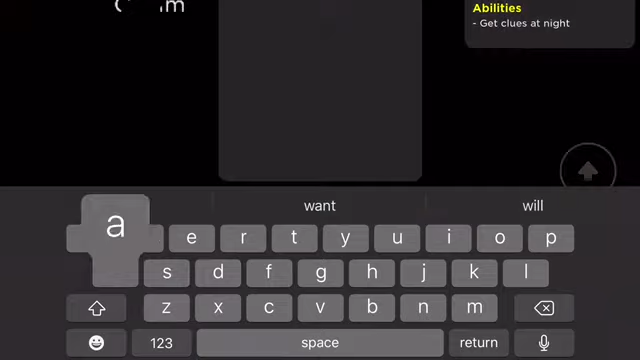 Abilities
- Get clues at night
want will
a e r t y u i o p
s d f g h j k l
z x c v b n m
123 space return